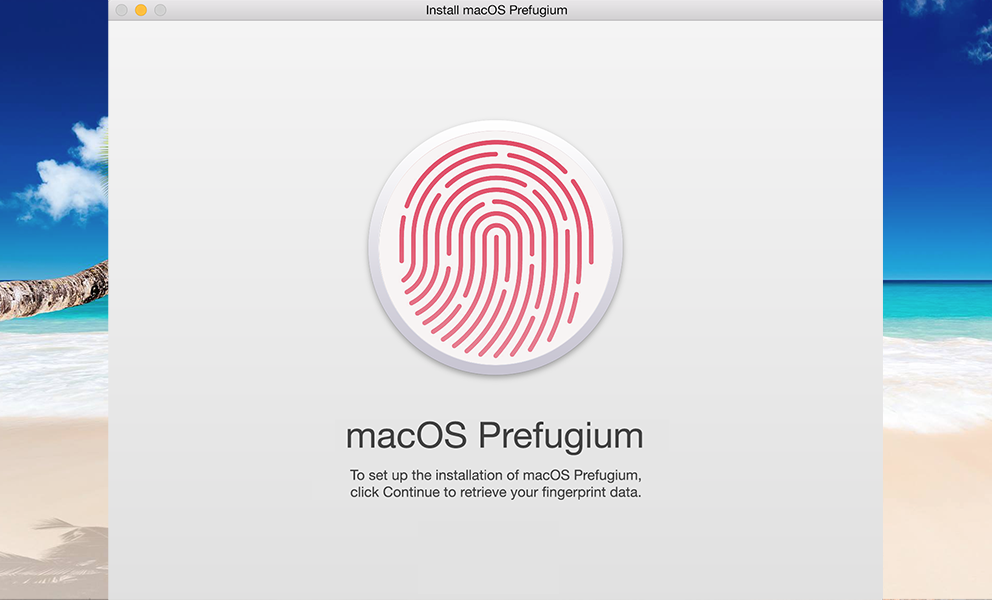 Install macOS Prefugium
macOS Prefugium
To set up the installation of macOS Prefugium,
click Continue to retrieve your fingerprint data.